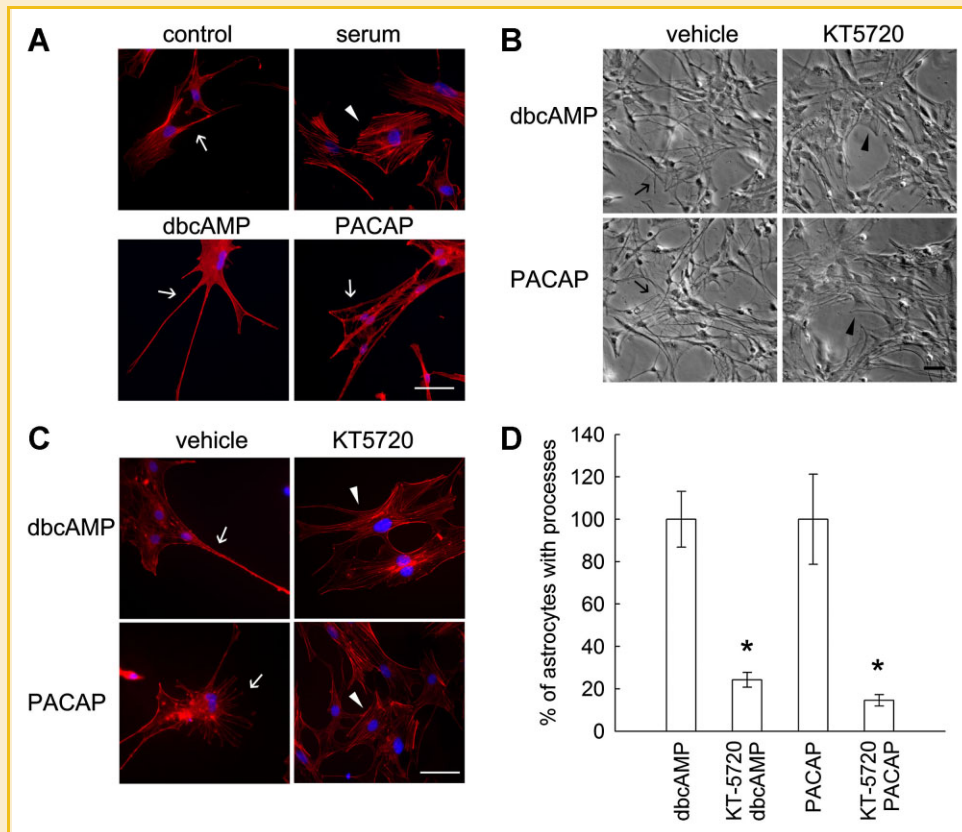 A
control
serum
dbcAMP
PACAP
B
vehicle
KT5720
dbcAMP
PACAP
C
vehicle
KT5720
dbcAMP
PACAP
D
% of astrocytes with processes
140
120
100
80
60
40
20
0
*
*
dbcAMP
KT-5720
dbcAMP
PACAP
KT-5720
PACAP